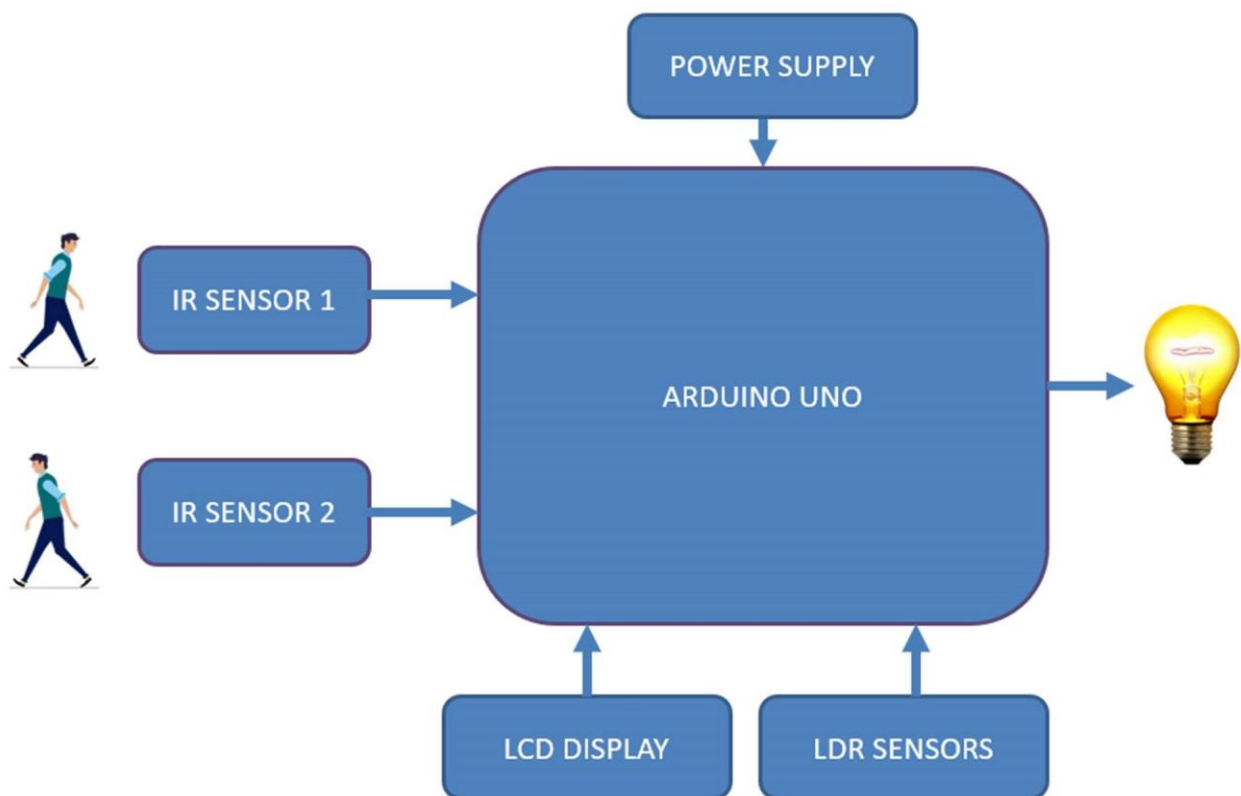 POWER SUPPLY
IR SENSOR 1
ARDUINO UNO
IR SENSOR 2
LCD DISPLAY
LDR SENSORS